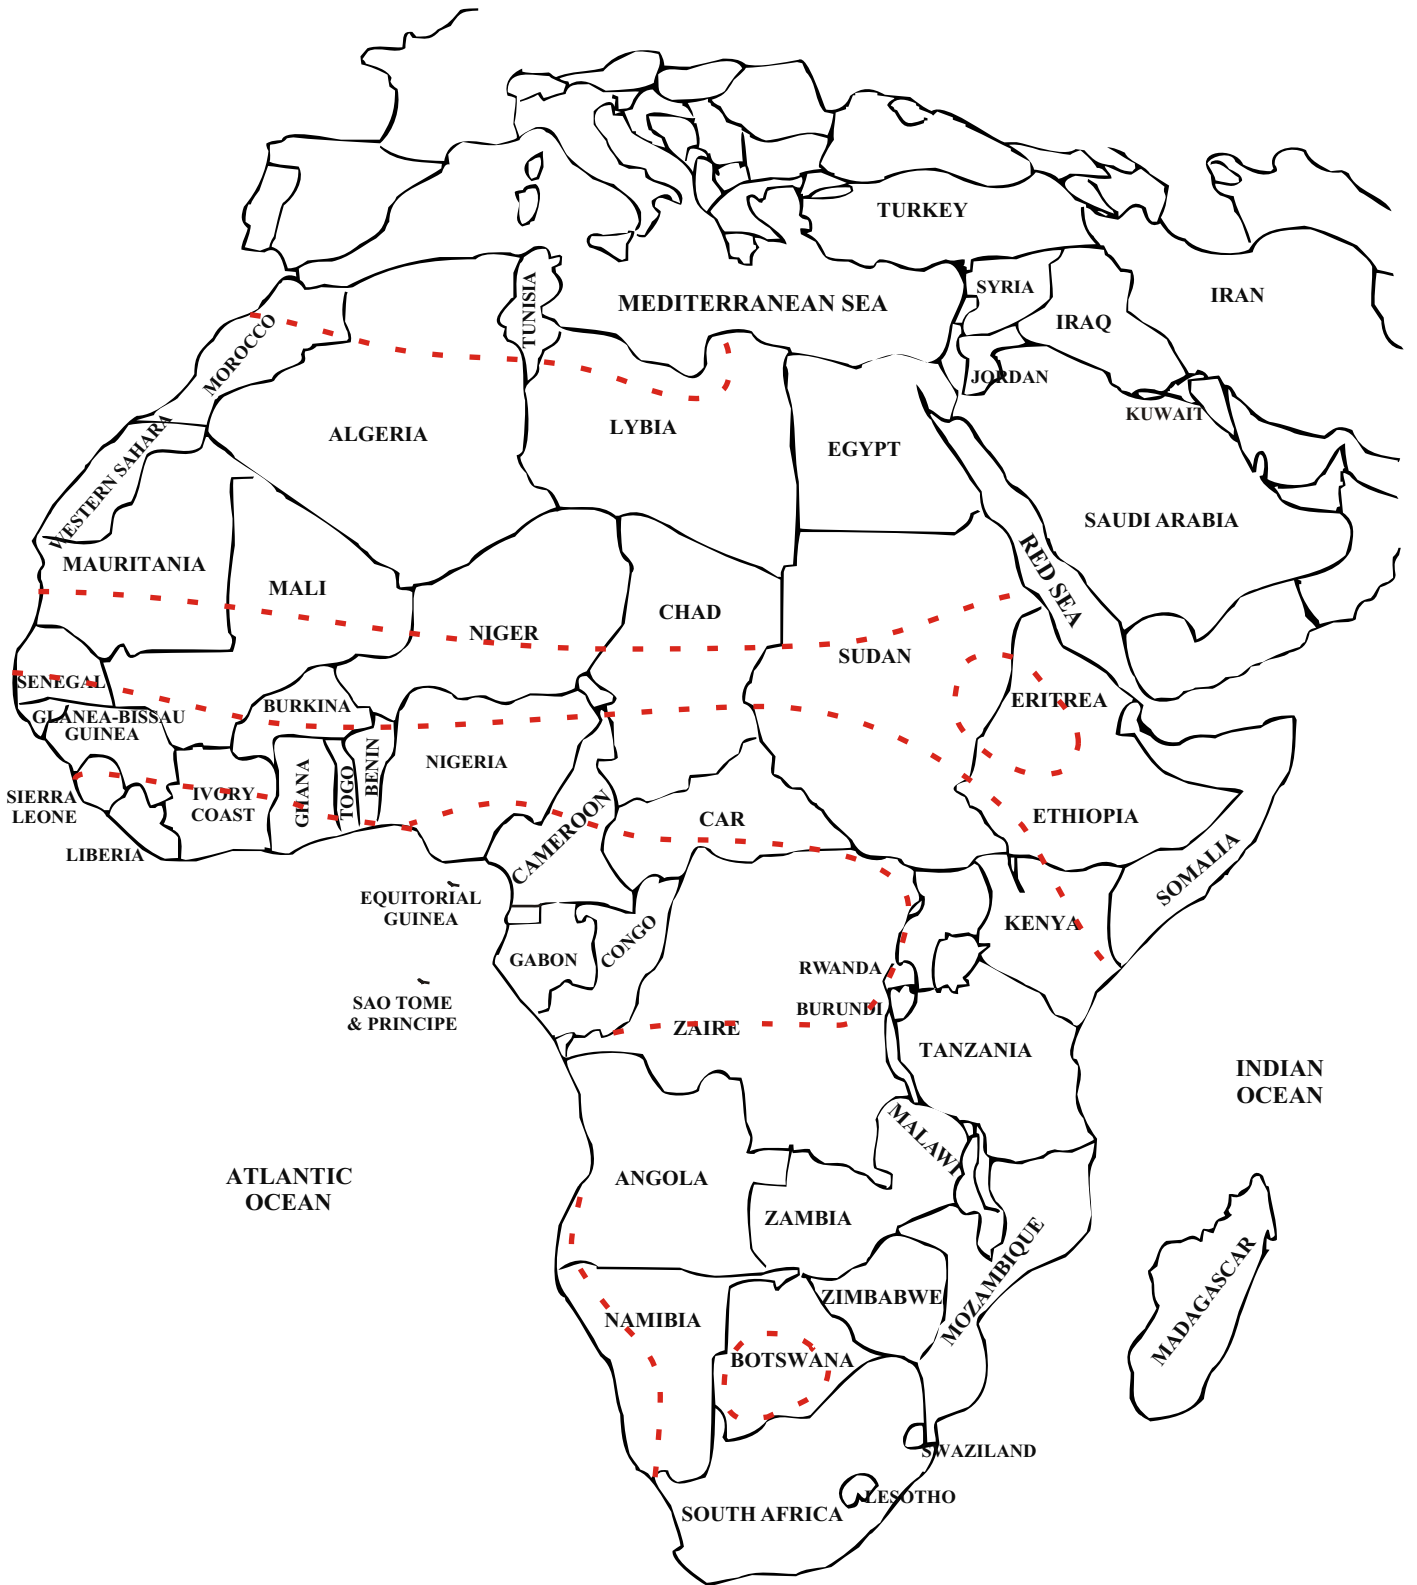 TURKEY
SYRIA
IRAN
TUNISIA
MEDITERRANEAN SEA
IRAQ
MOROCCO
JORDAN
KUWAIT
ALGERIA
LYBIA
EGYPT
WESTERN SAHARA
SAUDI ARABIA
RED SEA
MAURITANIA
MALI
CHAD
NIGER
SUDAN
SENEGAL
BURKINA
ERITREA
GLANEA-BISSAU
GUINEA
NIGERIA
BENIN
TOGO
GHANA
IVORY
COAST
SIERRA
LEONE
CAR
ETHIOPIA
CAMEROON
LIBERIA
SOMALIA
EQUITORIAL
GUINEA
KENYA
CONGO
GABON
RWANDA
SAO TOME
& PRINCIPE
BURUNDI
ZAIRE
TANZANIA
INDIAN
OCEAN
MALAWI
ATLANTIC
OCEAN
ANGOLA
ZAMBIA
MOZAMBIQUE
ZIMBABWE
MADAGASCAR
NAMIBIA
BOTSWANA
SWAZILAND
LESOTHO
SOUTH AFRICA